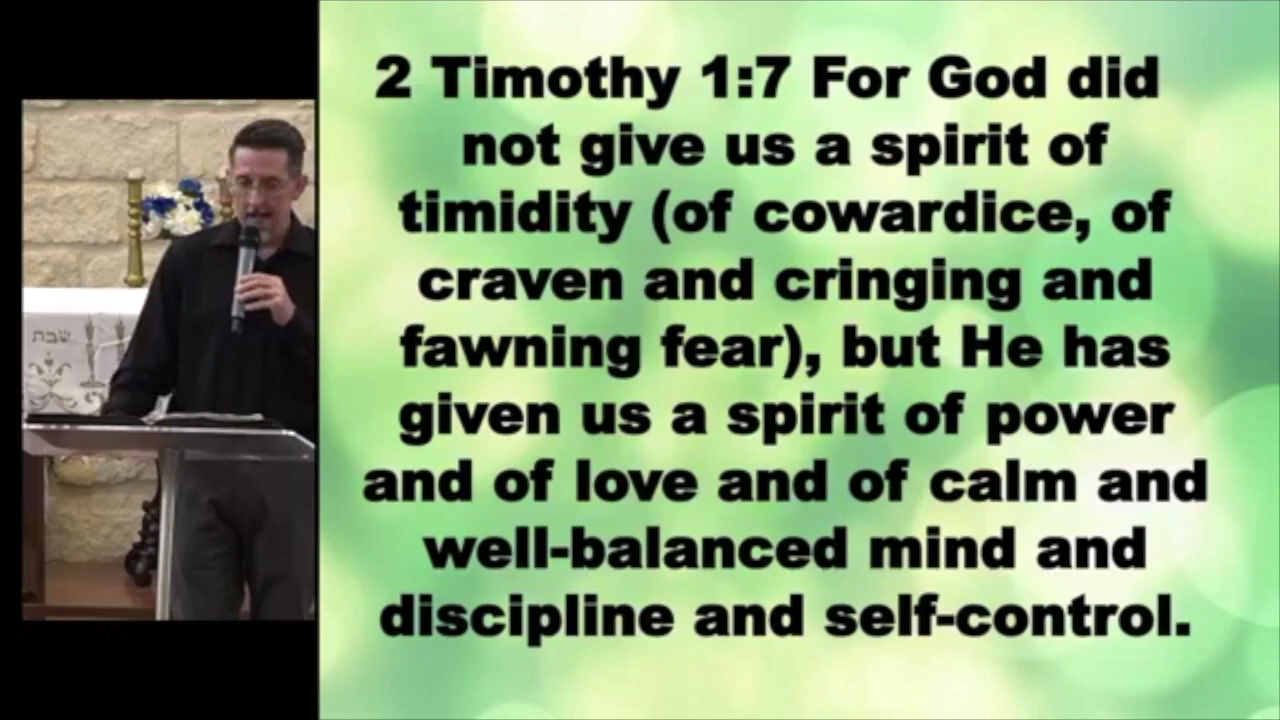 2 Timothy 1:7 For God did
not give us a spirit of
timidity (of cowardice, of
craven and cringing and
fawning fear), but He has
given us a spirit of power
and of love and of calm and
well-balanced mind and
discipline and self-control.
שבת